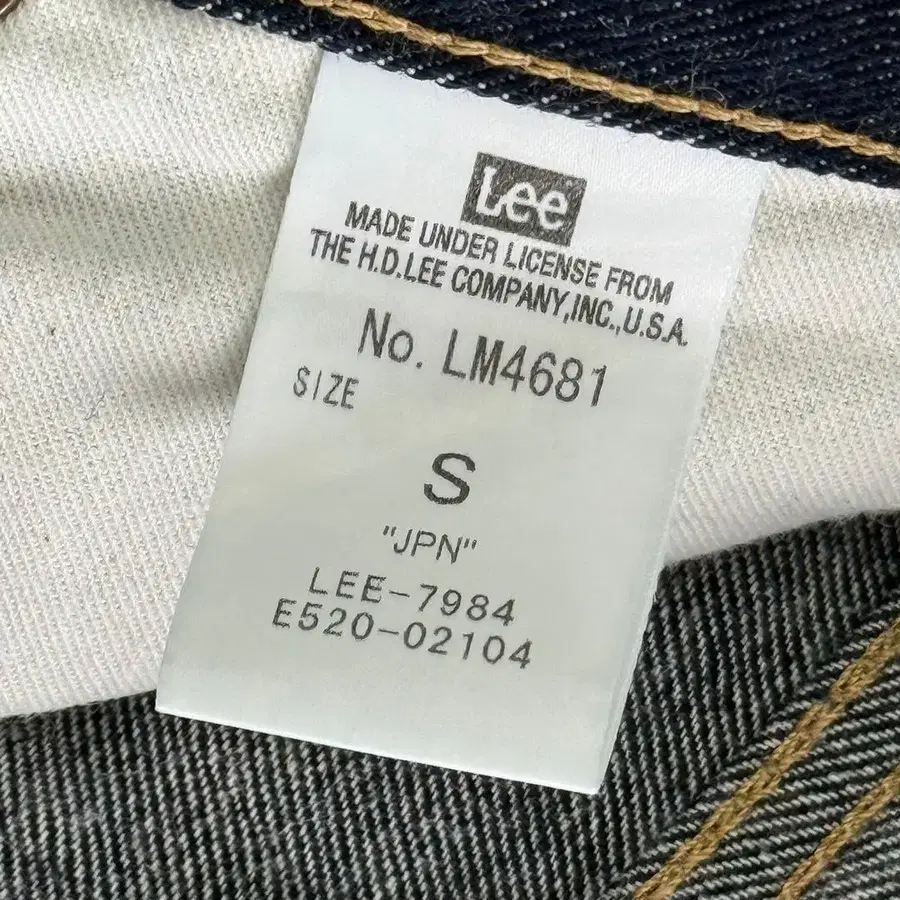 Lee
MADE UNDER LICENSE FROM
THE H.D.LEE COMPANY,INC.,U.S.A.
No. LM4681
SIZE
S
"JPN"
LEE-7984
E520-02104